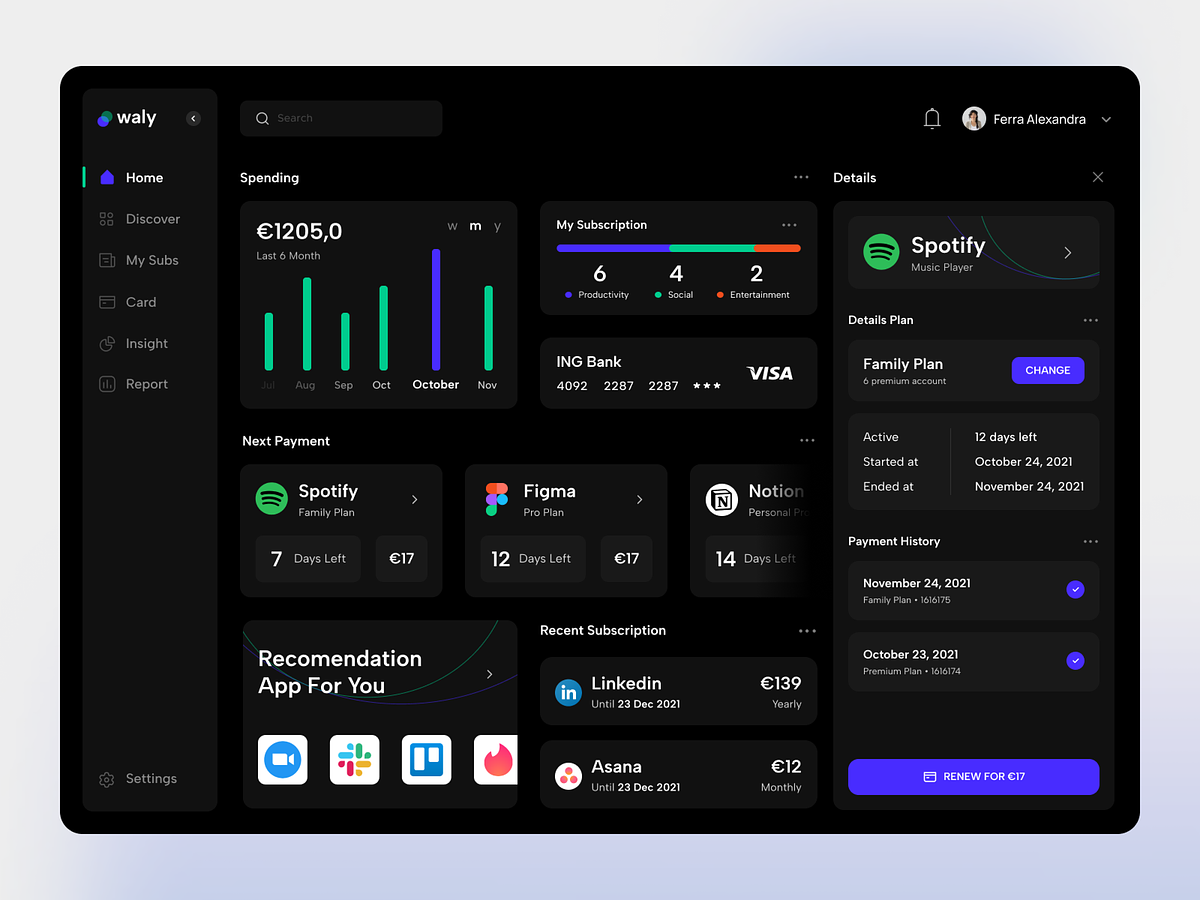 waly
Home
Discover
My Subs
Card
Insight
Report
Settings
Search
Ferra Alexandra
Spending
€1205,0
w m y
Last 6 Month
Jul Aug Sep Oct October Nov
My Subscription
6 4 2
Productivity Social Entertainment
ING Bank
4092 2287 2287 ***
VISA
Next Payment
Spotify
Family Plan
7 Days Left €17
Figma
Pro Plan
12 Days Left €17
Notion
Personal Pro
14 Days Left
Recomendation
App For You
Recent Subscription
Linkedin €139
Until 23 Dec 2021 Yearly
Asana €12
Until 23 Dec 2021 Monthly
Details
Spotify
Music Player
Details Plan
Family Plan
6 premium account
CHANGE
Active 12 days left
Started at October 24, 2021
Ended at November 24, 2021
Payment History
November 24, 2021
Family Plan • 1616175
October 23, 2021
Premium Plan • 1616174
RENEW FOR €17